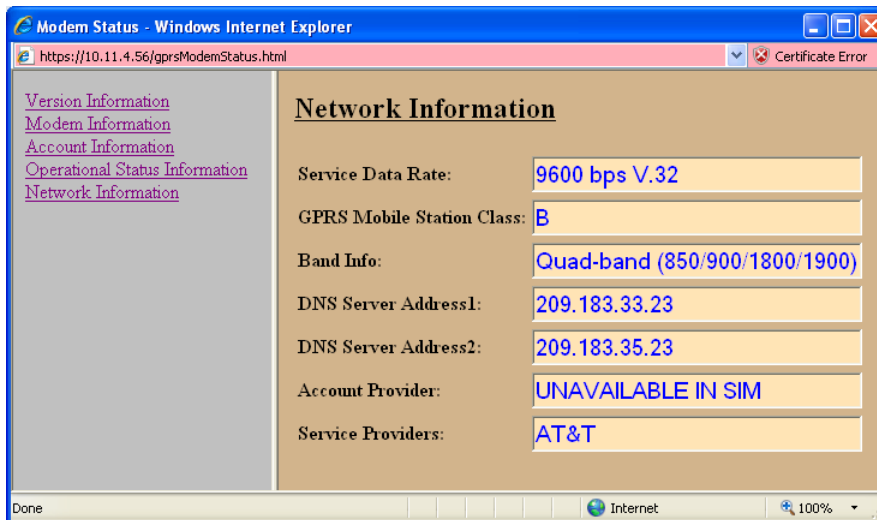 Modem Status - Windows Internet Explorer
https://10.11.4.56/gprsModemStatus.html
Certificate Error
Version Information
Modem Information
Account Information
Operational Status Information
Network Information
Network Information
Service Data Rate: 9600 bps V.32
GPRS Mobile Station Class: B
Band Info: Quad-band (850/900/1800/1900)
DNS Server Address1: 209.183.33.23
DNS Server Address2: 209.183.35.23
Account Provider: UNAVAILABLE IN SIM
Service Providers: AT&T
Done
Internet
100%